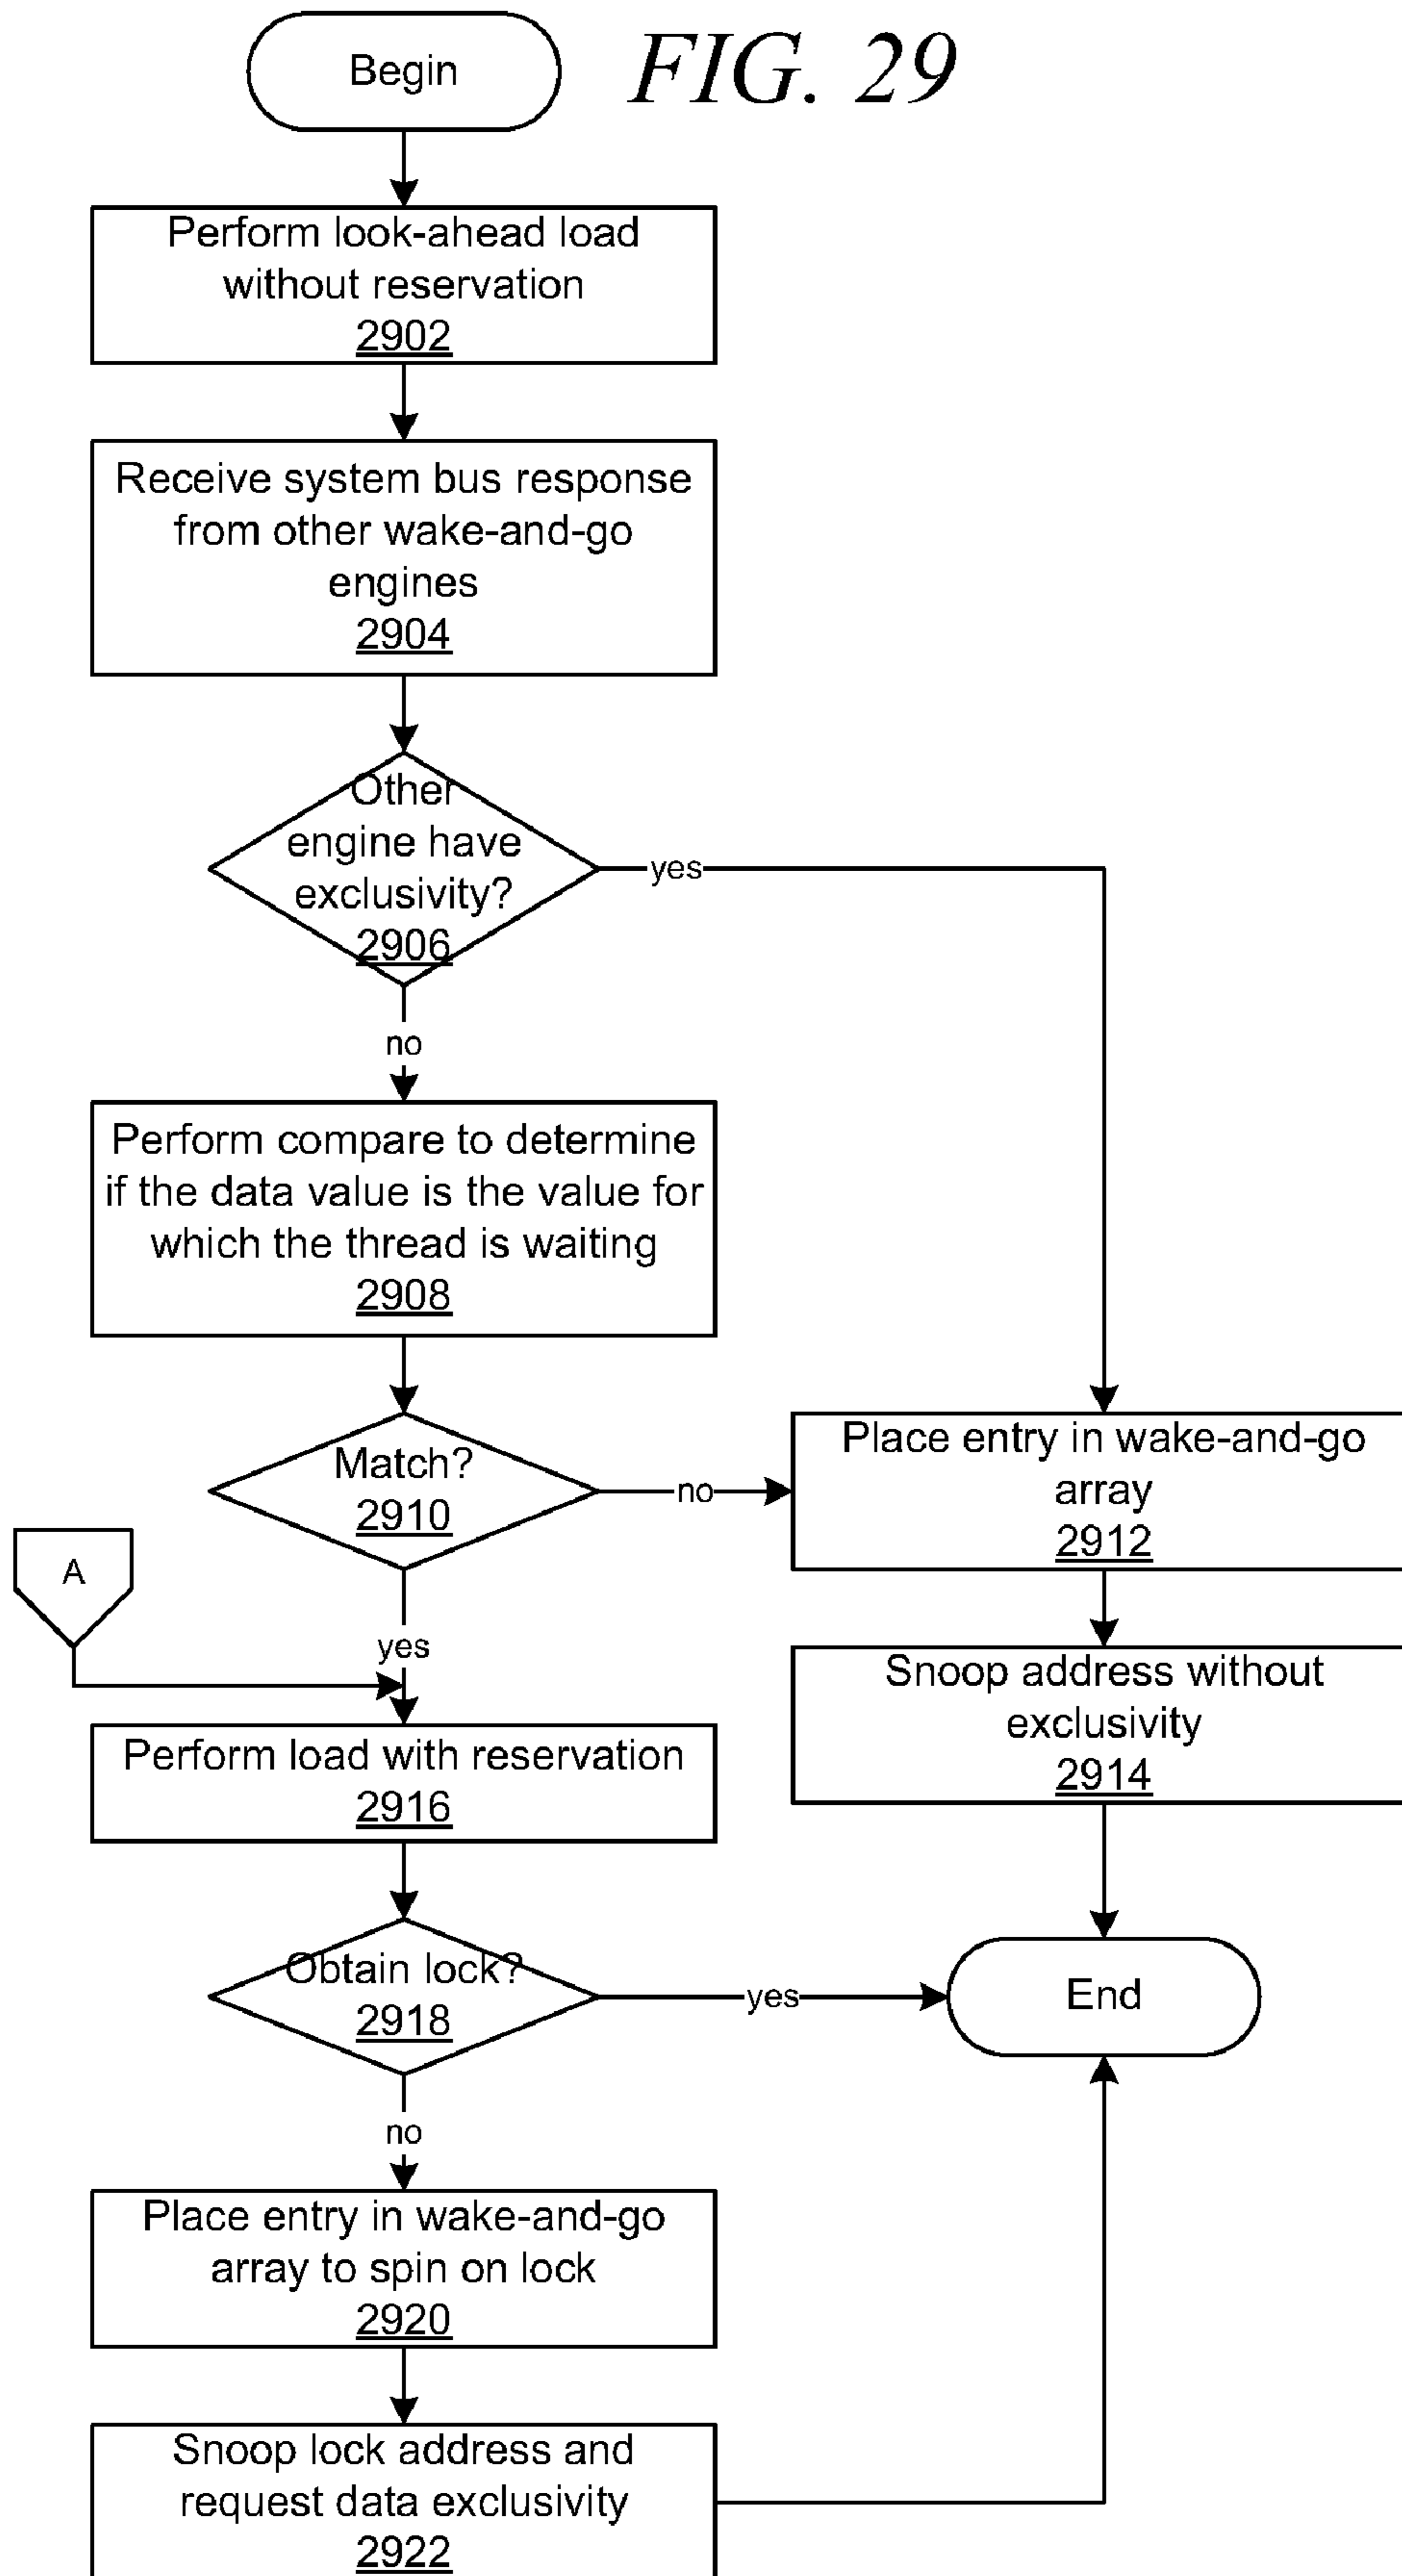 Begin
FIG. 29
Perform look-ahead load
without reservation
2902
Receive system bus response
from other wake-and-go
engines
2904
Other
engine have
exclusivity?
2906
yes
no
Perform compare to determine
if the data value is the value for
which the thread is waiting
2908
Match?
2910
no
Place entry in wake-and-go
array
2912
A
yes
Snoop address without
exclusivity
2914
Perform load with reservation
2916
Obtain lock?
2918
yes
End
no
Place entry in wake-and-go
array to spin on lock
2920
Snoop lock address and
request data exclusivity
2922